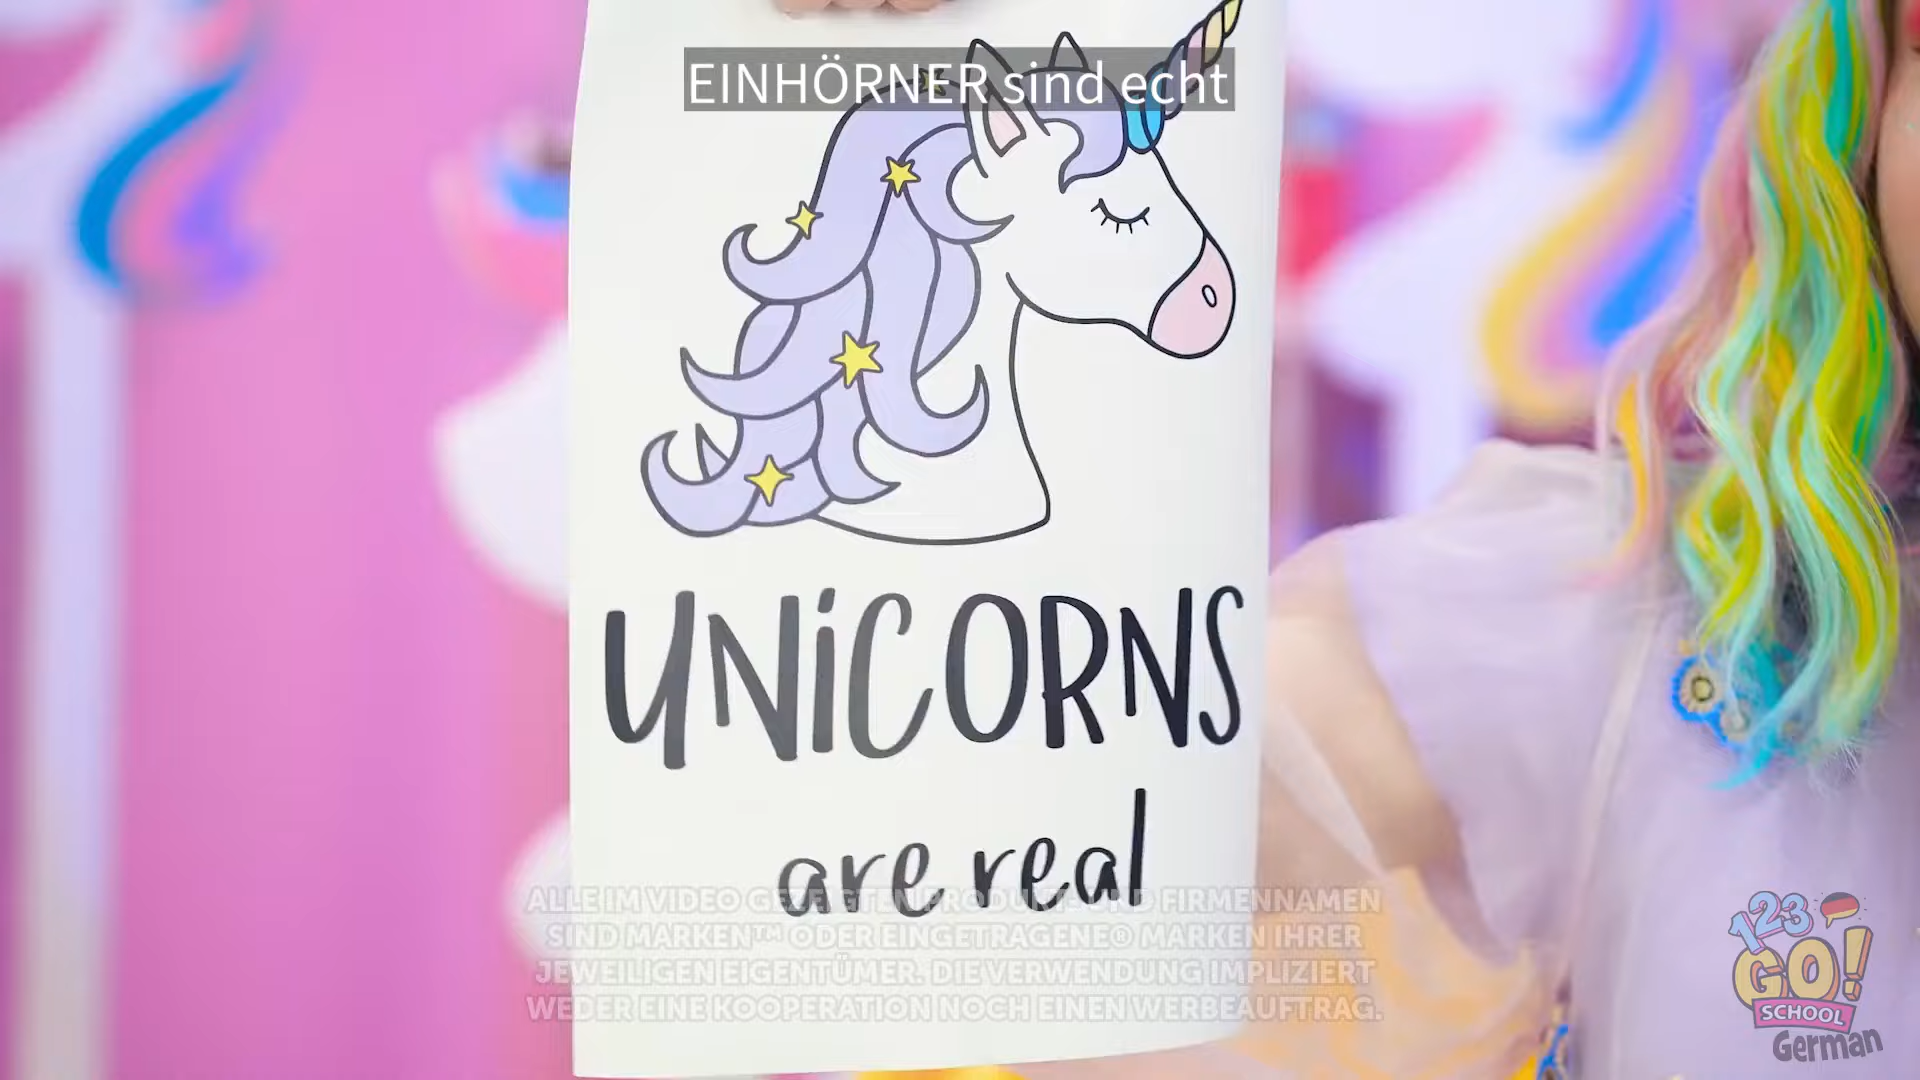 EINHÖRNER sind echt
UNiCORNS
are real
ALLE IM VIDEO GEZEIGTEN PRODUKT- UND FIRMENNAMEN
SIND MARKEN™ ODER EINGETRAGENE® MARKEN IHRER
JEWEILIGEN EIGENTÜMER. DIE VERWENDUNG IMPLIZIERT
WEDER EINE KOOPERATION NOCH EINEN WERBEAUFTRAG.
123
GO!
SCHOOL
German